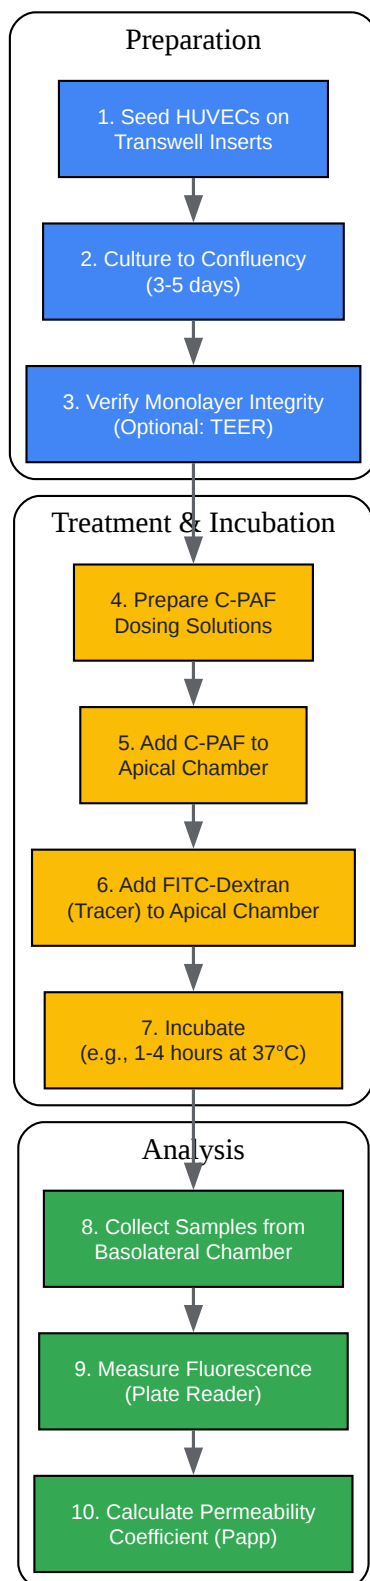 Preparation
1. Seed HUVECs on
Transwell Inserts
2. Culture to Confluency
(3-5 days)
3. Verify Monolayer Integrity
(Optional: TEER)
Treatment & Incubation
4. Prepare C-PAF
Dosing Solutions
5. Add C-PAF to
Apical Chamber
6. Add FITC-Dextran
(Tracer) to Apical Chamber
7. Incubate
(e.g., 1-4 hours at 37°C)
Analysis
8. Collect Samples from
Basolateral Chamber
9. Measure Fluorescence
(Plate Reader)
10. Calculate Permeability
Coefficient (Papp)